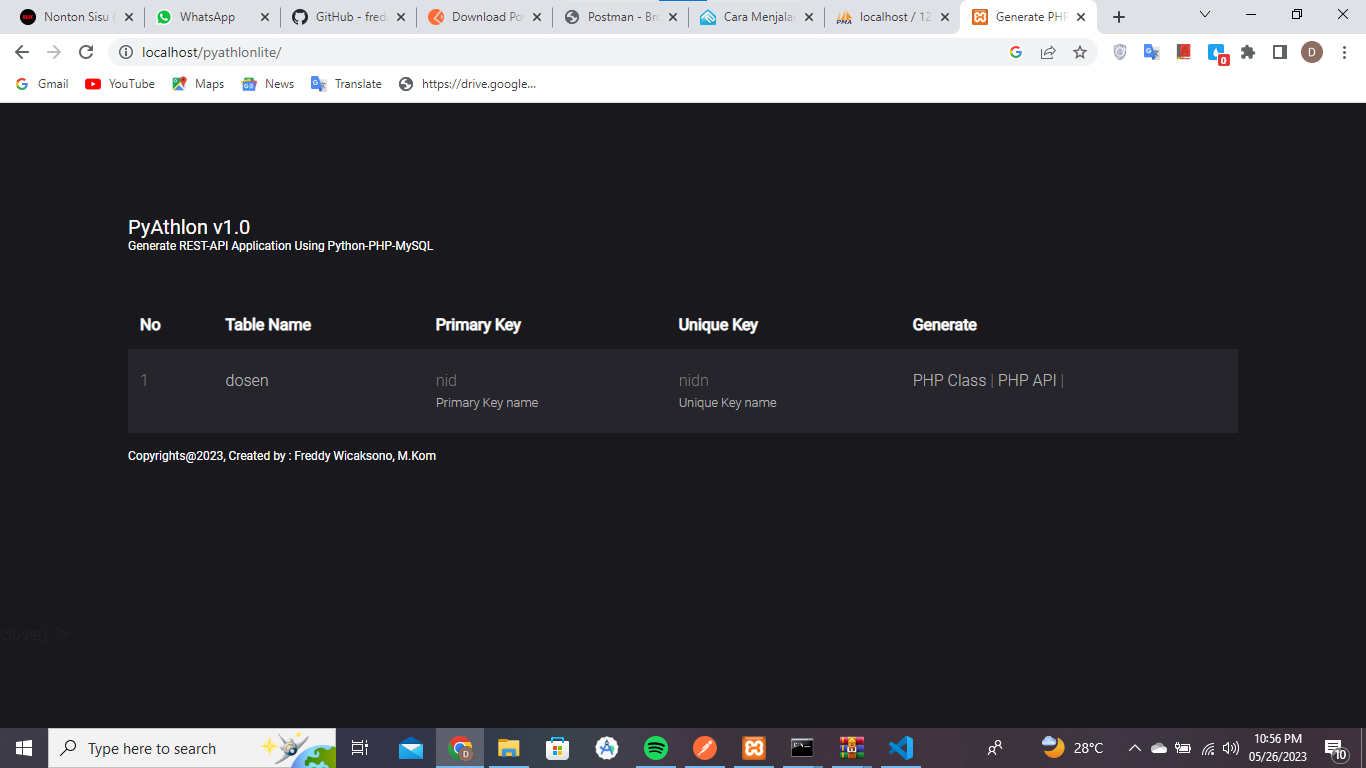 Nonton Sisu
WhatsApp
GitHub - fred
Download Po
Postman - Bro
Cara Menjalan
PMA
localhost / 12
Generate PHP
localhost/pyathlonlite/
0
D
Gmail
YouTube
Maps
News
Translate
https://drive.google...
PyAthlon v1.0
Generate REST-API Application Using Python-PHP-MySQL
No Table Name Primary Key Unique Key Generate
1 dosen nid nidn PHP Class | PHP API |
Primary Key name Unique Key name
Copyrights@2023, Created by : Freddy Wicaksono, M.Kom
close(); ?>
Type here to search
D
28°C
10:56 PM
05/26/2023
10